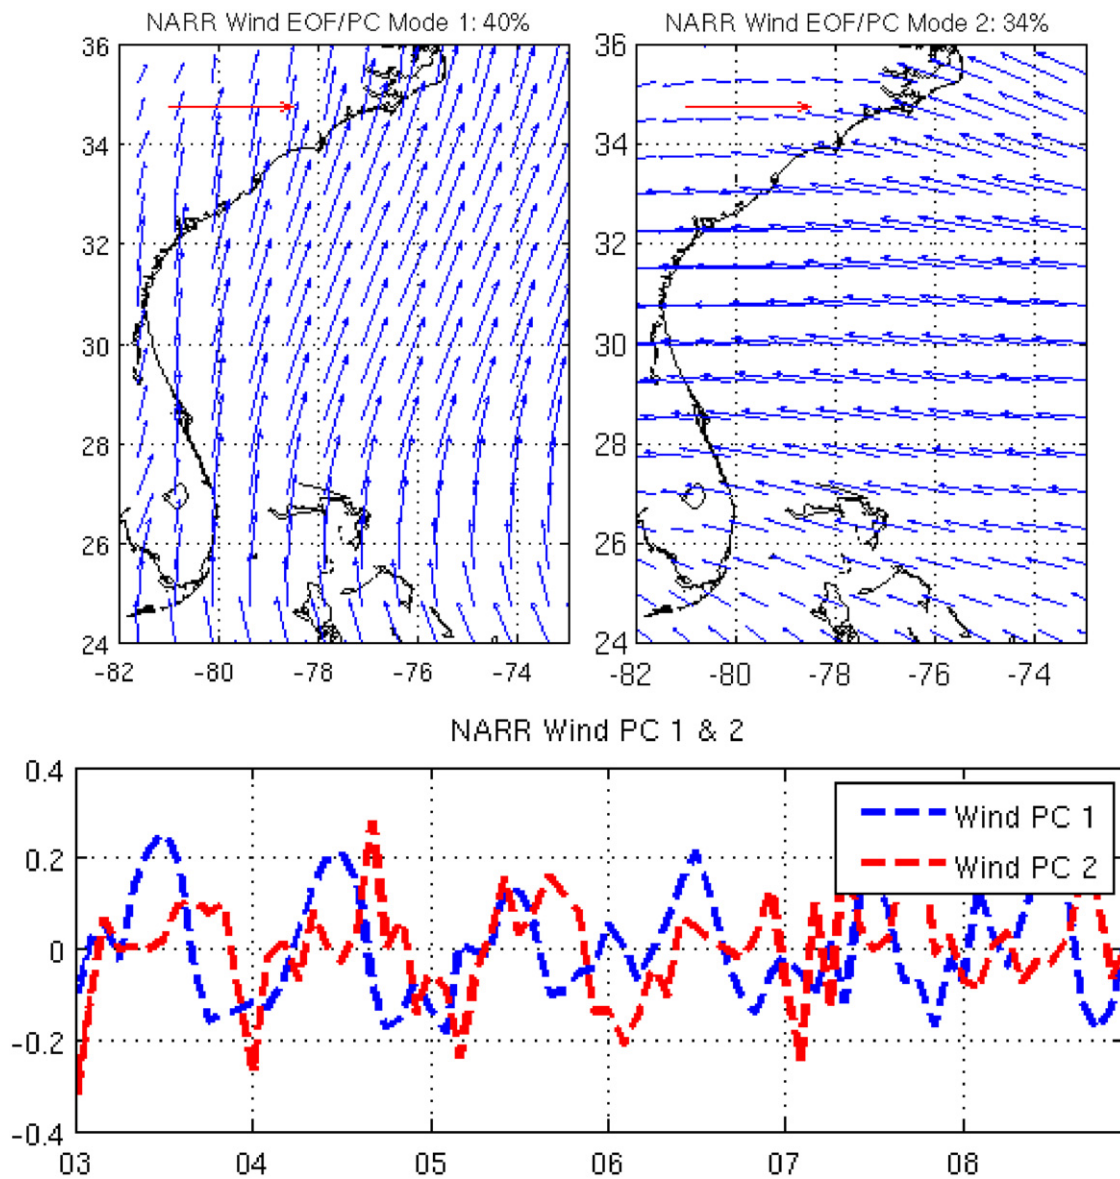 NARR Wind EOF/PC Mode 1: 40%
NARR Wind EOF/PC Mode 2: 34%
36
34
32
30
28
26
24
-82 -80 -78 -76 -74
36
34
32
30
28
26
24
-82 -80 -78 -76 -74
NARR Wind PC 1 & 2
0.4
0.2
0
-0.2
-0.4
Wind PC 1
Wind PC 2
03 04 05 06 07 08